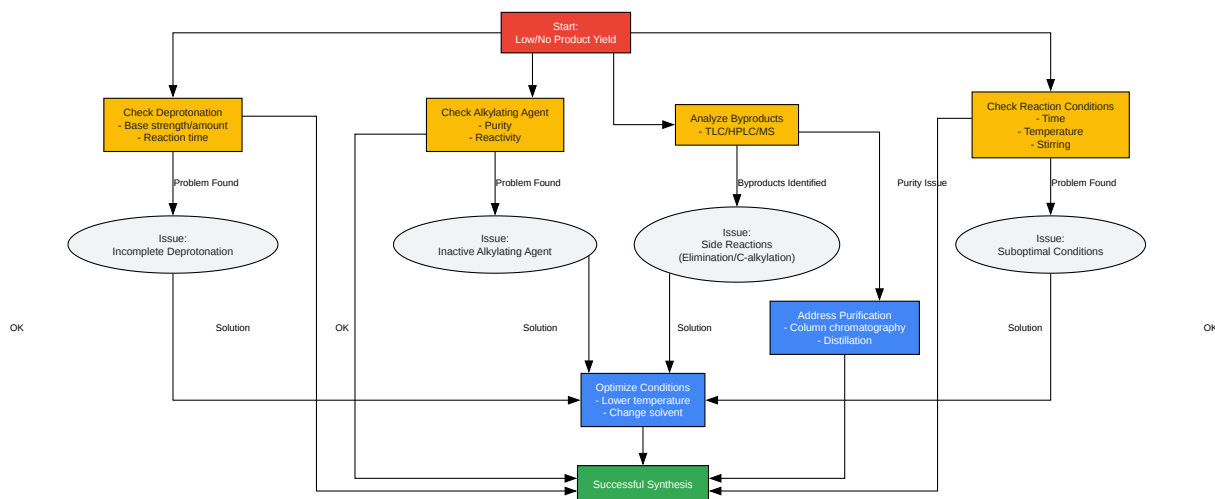 Start:
Low/No Product Yield
Check Deprotonation
- Base strength/amount
- Reaction time
Check Alkylating Agent
- Purity
- Reactivity
Analyze Byproducts
- TLC/HPLC/MS
Check Reaction Conditions
- Time
- Temperature
- Stirring
Problem Found
Problem Found
Byproducts Identified
Purity Issue
Problem Found
Issue:
Incomplete Deprotonation
Issue:
Inactive Alkylating Agent
Issue:
Side Reactions
(Elimination/C-alkylation)
Issue:
Suboptimal Conditions
OK
Solution
OK
Solution
Solution
Address Purification
- Column chromatography
- Distillation
Solution
OK
Optimize Conditions
- Lower temperature
- Change solvent
Successful Synthesis